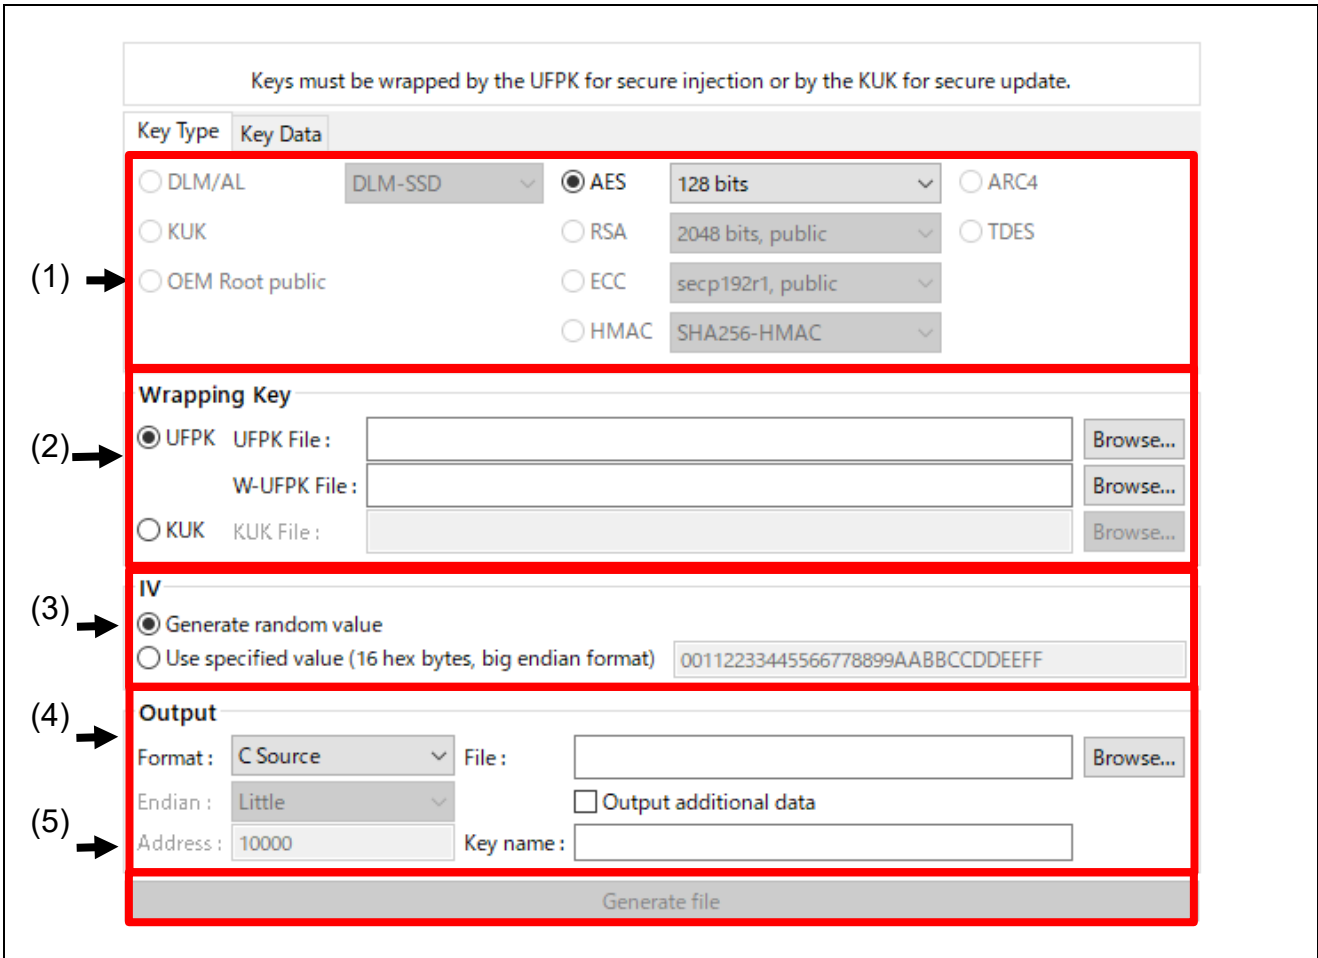 Keys must be wrapped by the UFPK for secure injection or by the KUK for secure update.
Key Type Key Data
DLM/AL DLM-SSD AES 128 bits ARC4
KUK RSA 2048 bits, public TDES
(1) OEM Root public ECC secp192r1, public
HMAC SHA256-HMAC
Wrapping Key
(2) UFPK UFPK File : Browse...
W-UFPK File : Browse...
KUK KUK File : Browse...
IV
(3) Generate random value
Use specified value (16 hex bytes, big endian format) 00112233445566778899AABBCCDDEEFF
Output
(4) Format : C Source File : Browse...
Endian : Little Output additional data
(5) Address : 10000 Key name :
Generate file